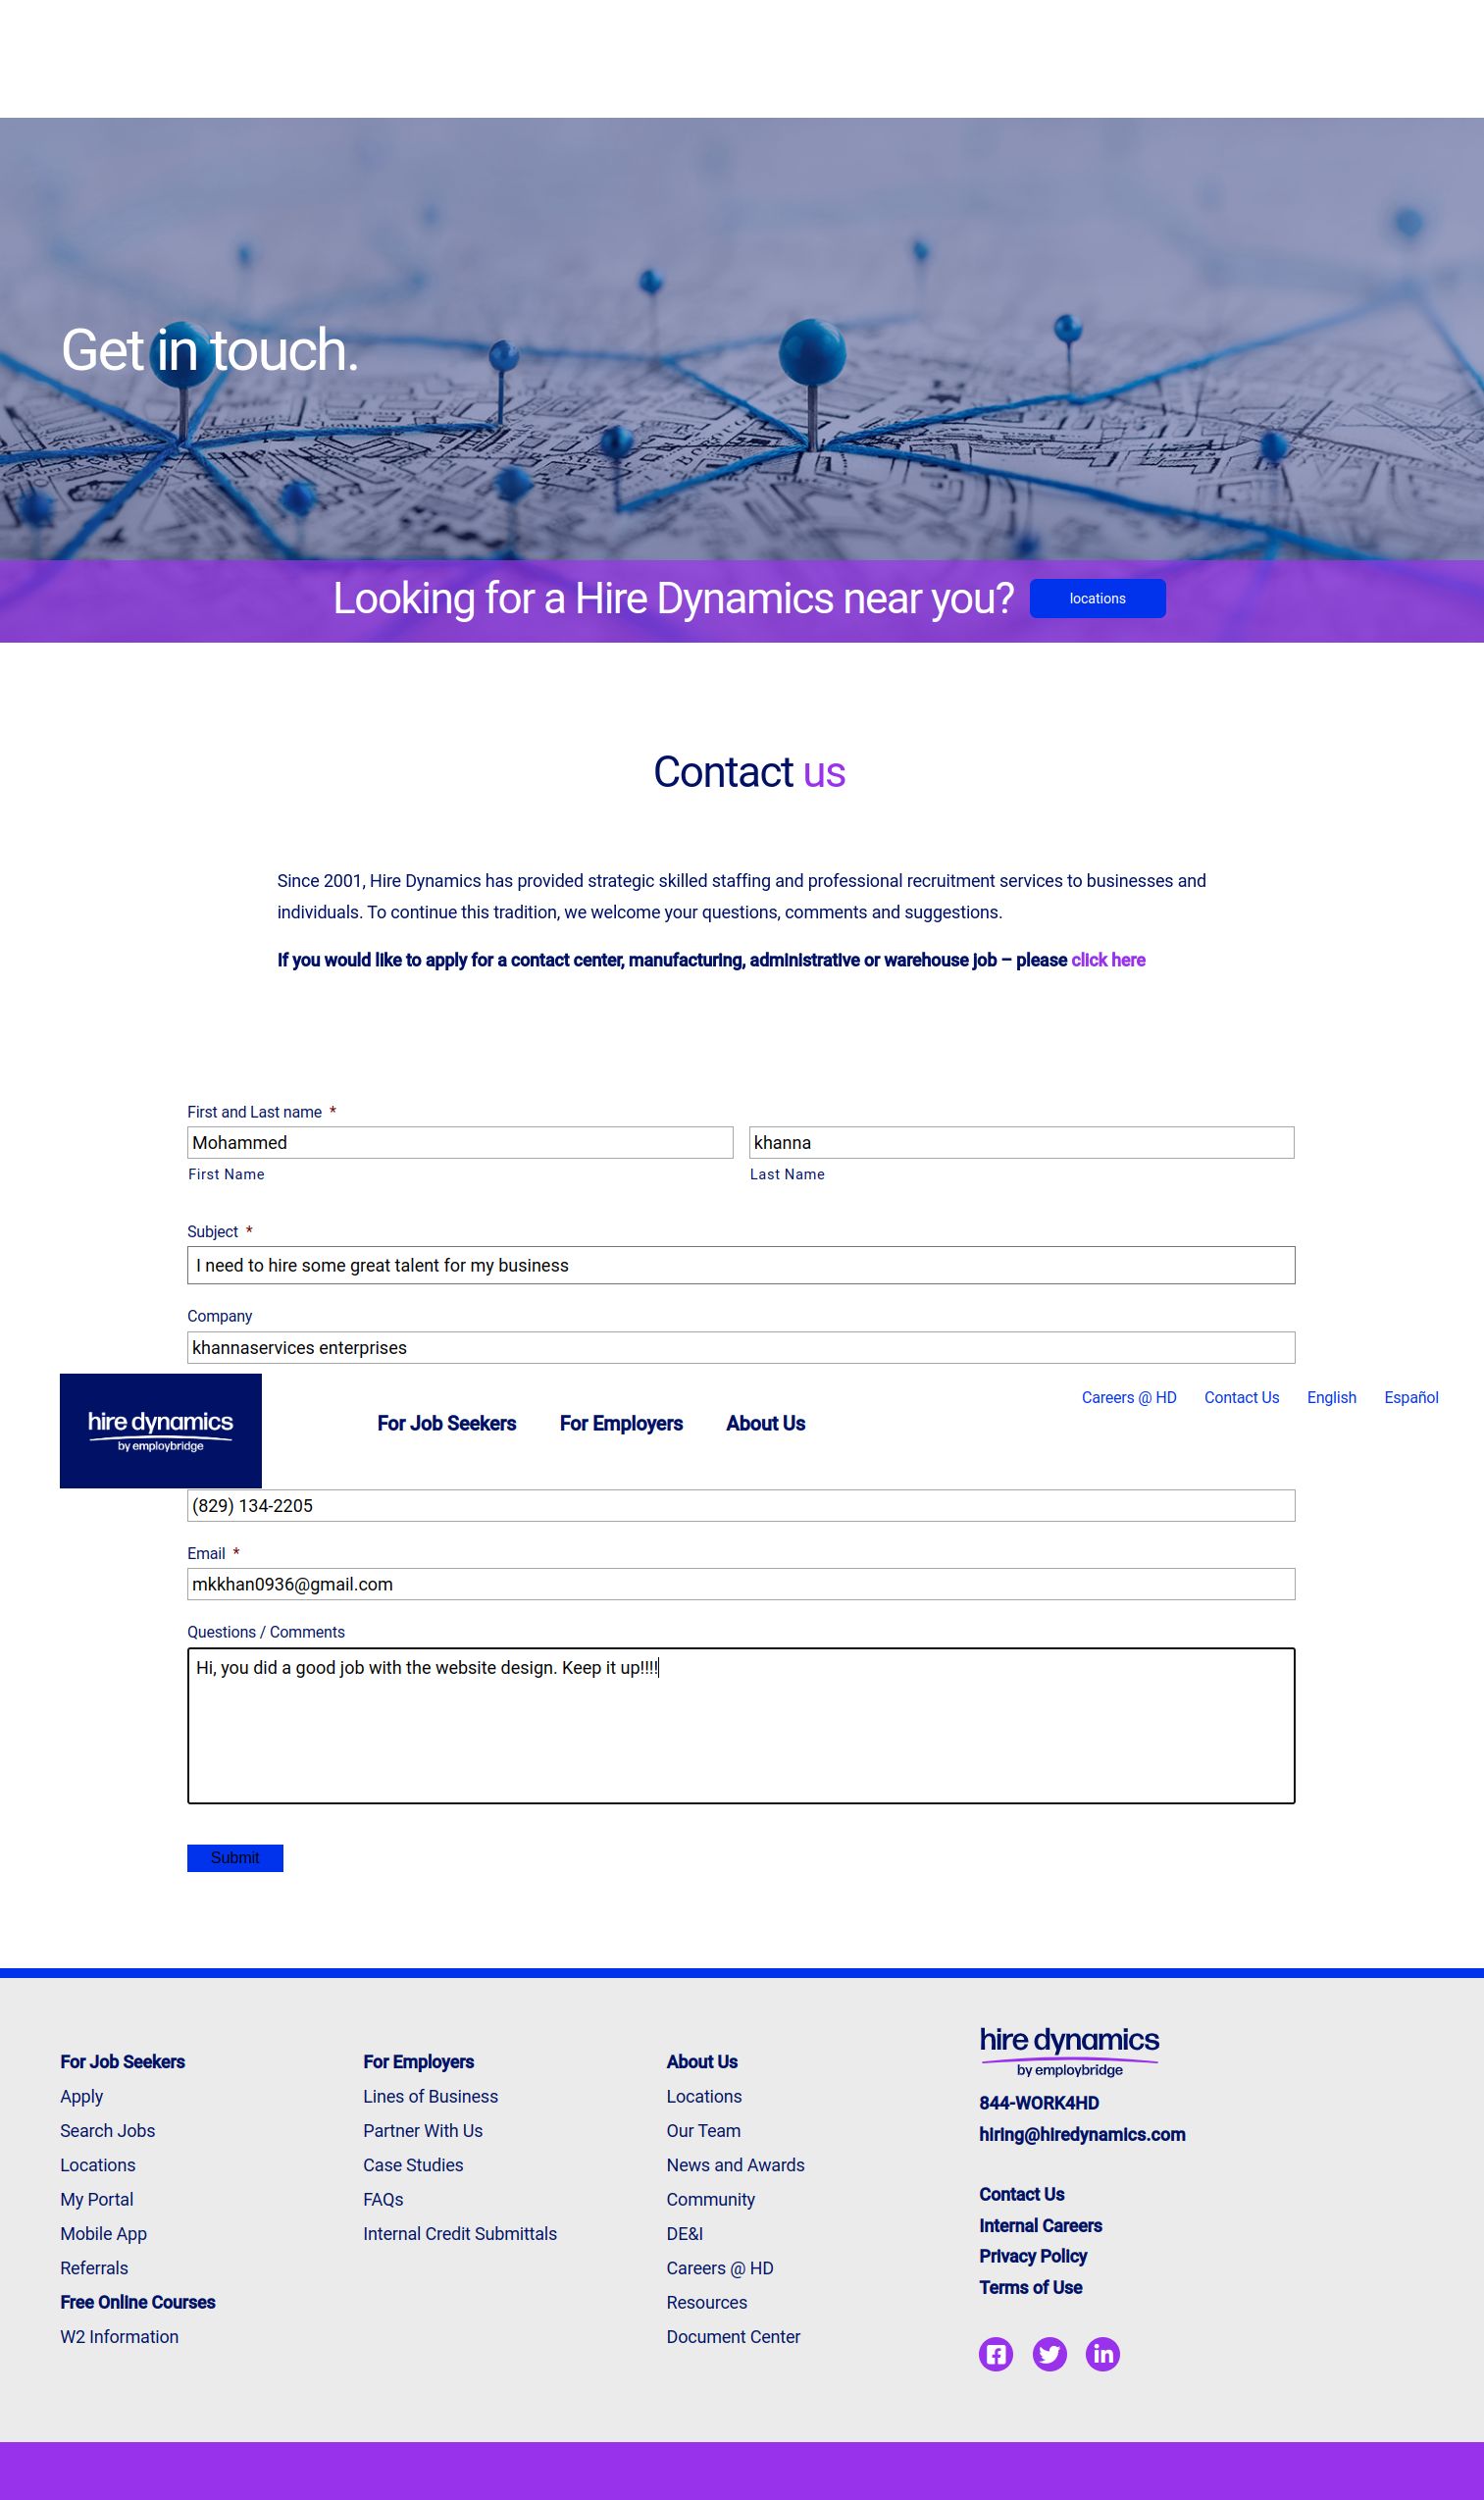 Get in touch.
Looking for a Hire Dynamics near you?
locations
Contact us
Since 2001, Hire Dynamics has provided strategic skilled staffing and professional recruitment services to businesses and
individuals. To continue this tradition, we welcome your questions, comments and suggestions.
If you would like to apply for a contact center, manufacturing, administrative or warehouse job – please click here
First and Last name *
Mohammed
khanna
First Name
Last Name
Subject *
I need to hire some great talent for my business
Company
khannaservices enterprises
hire dynamics
by employbridge
For Job Seekers
For Employers
About Us
Careers @ HD
Contact Us
English
Español
(829) 134-2205
Email *
mkkhan0936@gmail.com
Questions / Comments
Hi, you did a good job with the website design. Keep it up!!!!
Submit
For Job Seekers
Apply
Search Jobs
Locations
My Portal
Mobile App
Referrals
Free Online Courses
W2 Information
For Employers
Lines of Business
Partner With Us
Case Studies
FAQs
Internal Credit Submittals
About Us
Locations
Our Team
News and Awards
Community
DE&I
Careers @ HD
Resources
Document Center
hire dynamics
by employbridge
844-WORK4HD
hiring@hiredynamics.com
Contact Us
Internal Careers
Privacy Policy
Terms of Use